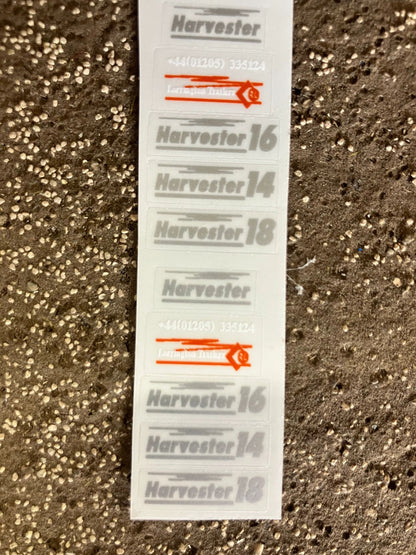 Harvester
+44(01205) 335124
Larrington Trailers
Harvester 16
Harvester 14
Harvester 18
Harvester
+44(01205) 335124
Larrington Trailers
Harvester 16
Harvester 14
Harvester 18